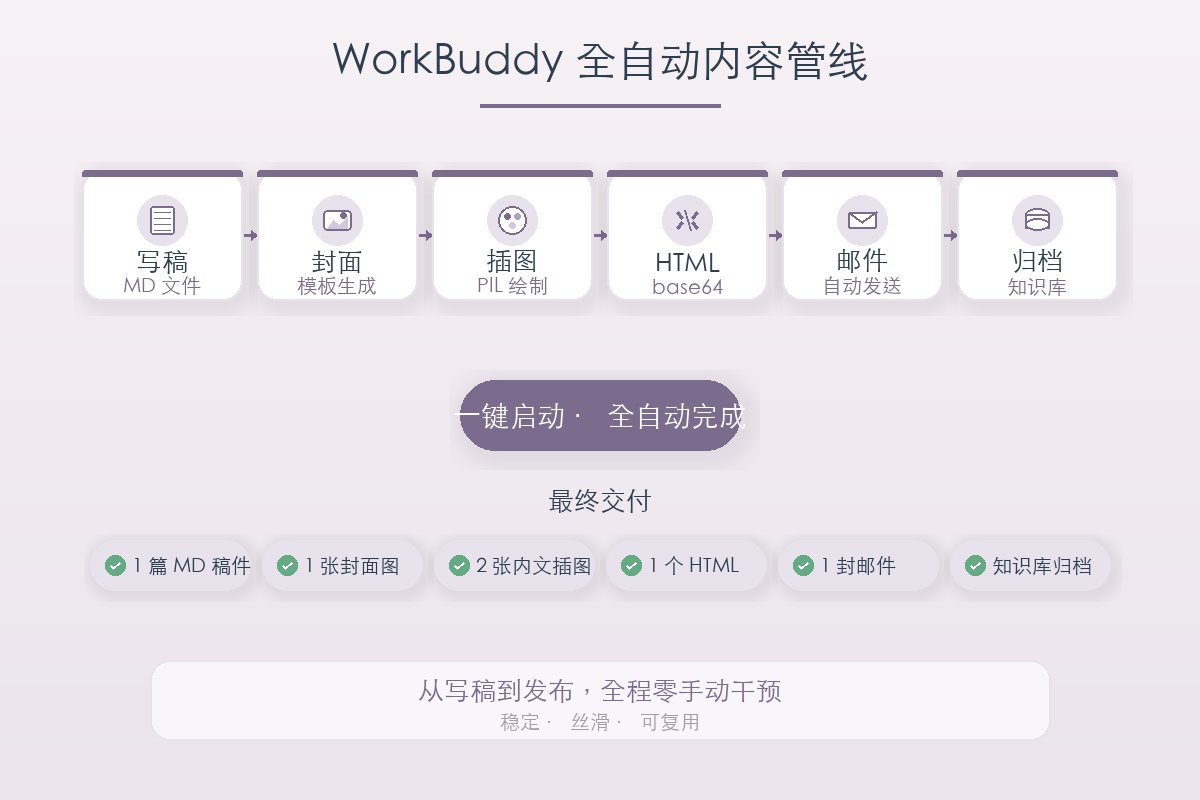 WorkBuddy 全自动内容管线
写稿
MD 文件
封面
模板生成
插图
PIL 绘制
HTML
base64
邮件
自动发送
归档
知识库
一键启动 · 全自动完成
最终交付
1 篇 MD 稿件
1 张封面图
2 张内文插图
1 个 HTML
1 封邮件
知识库归档
从写稿到发布，全程零手动干预
稳定 · 丝滑 · 可复用